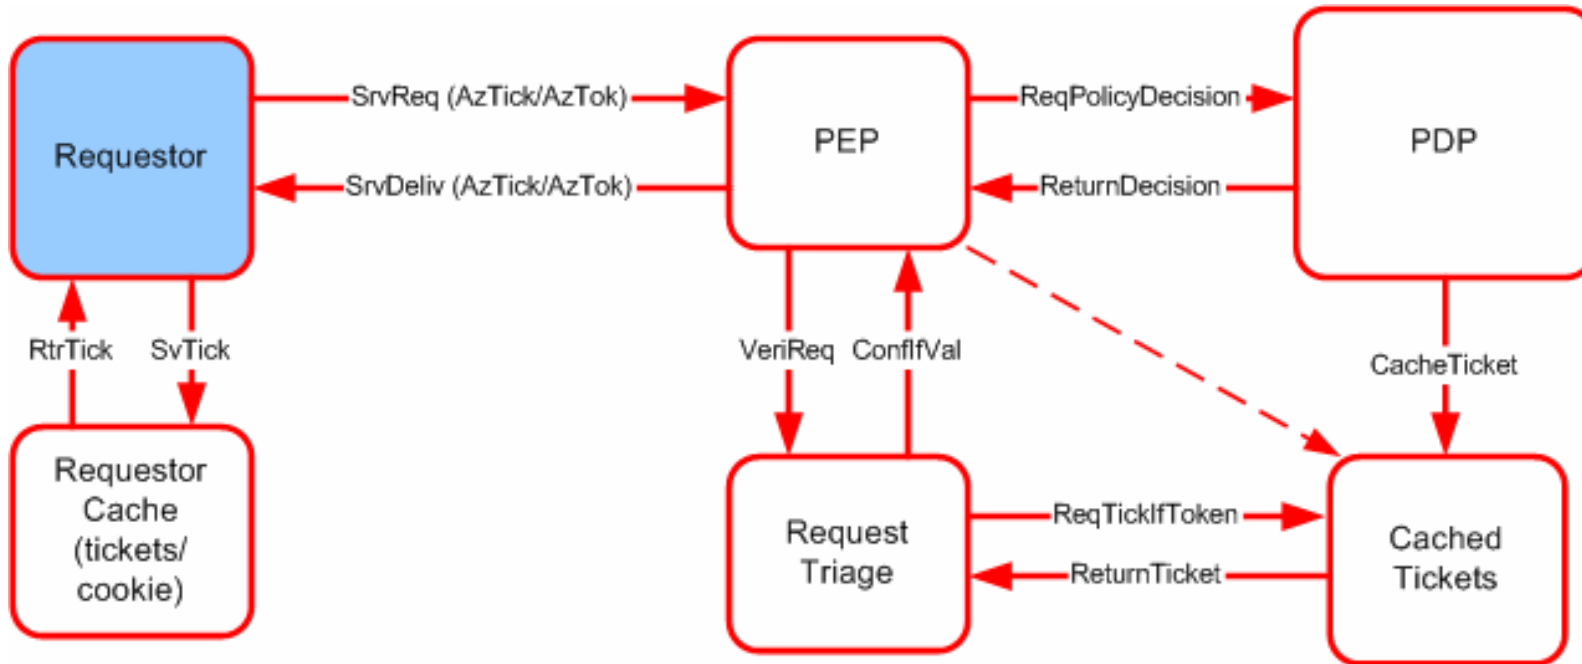 SrvReq (AzTick/AzTok)
ReqPolicyDecision
Requestor
PEP
PDP
SrvDeliv (AzTick/AzTok)
ReturnDecision
RtrTick
SvTick
VeriReq
ConfIfVal
CacheTicket
Requestor
Cache
(tickets/
cookie)
Request
Triage
ReqTickIfToken
ReturnTicket
Cached
Tickets